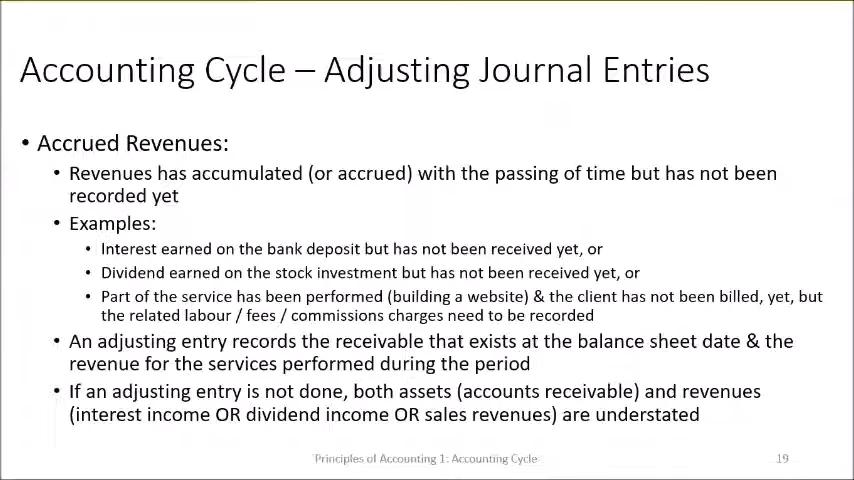 Accounting Cycle – Adjusting Journal Entries
• Accrued Revenues:
• Revenues has accumulated (or accrued) with the passing of time but has not been
recorded yet
• Examples:
• Interest earned on the bank deposit but has not been received yet, or
• Dividend earned on the stock investment but has not been received yet, or
• Part of the service has been performed (building a website) & the client has not been billed, yet, but
the related labour / fees / commissions charges need to be recorded
• An adjusting entry records the receivable that exists at the balance sheet date & the
revenue for the services performed during the period
• If an adjusting entry is not done, both assets (accounts receivable) and revenues
(interest income OR dividend income OR sales revenues) are understated
Principles of Accounting 1: Accounting Cycle
19